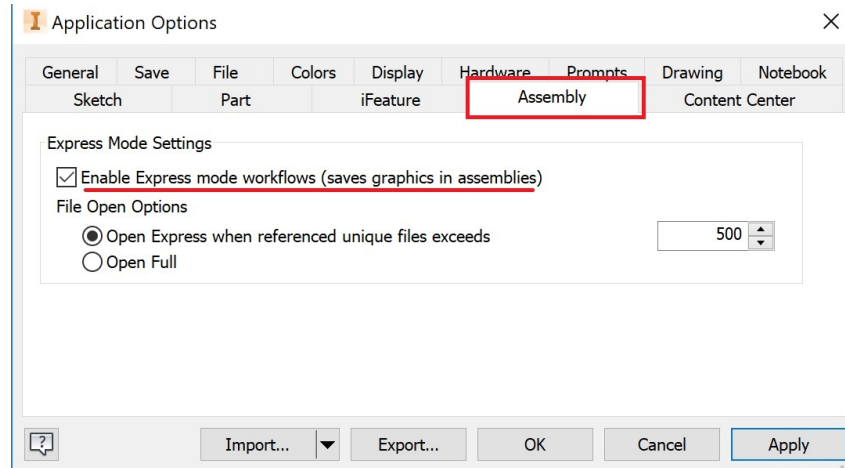 I Application Options
General Save File Colors Display Hardware Prompts Drawing Notebook
Sketch Part iFeature Assembly Content Center
Express Mode Settings
Enable Express mode workflows (saves graphics in assemblies)
File Open Options
Open Express when referenced unique files exceeds 500
Open Full
? Import... Export... OK Cancel Apply